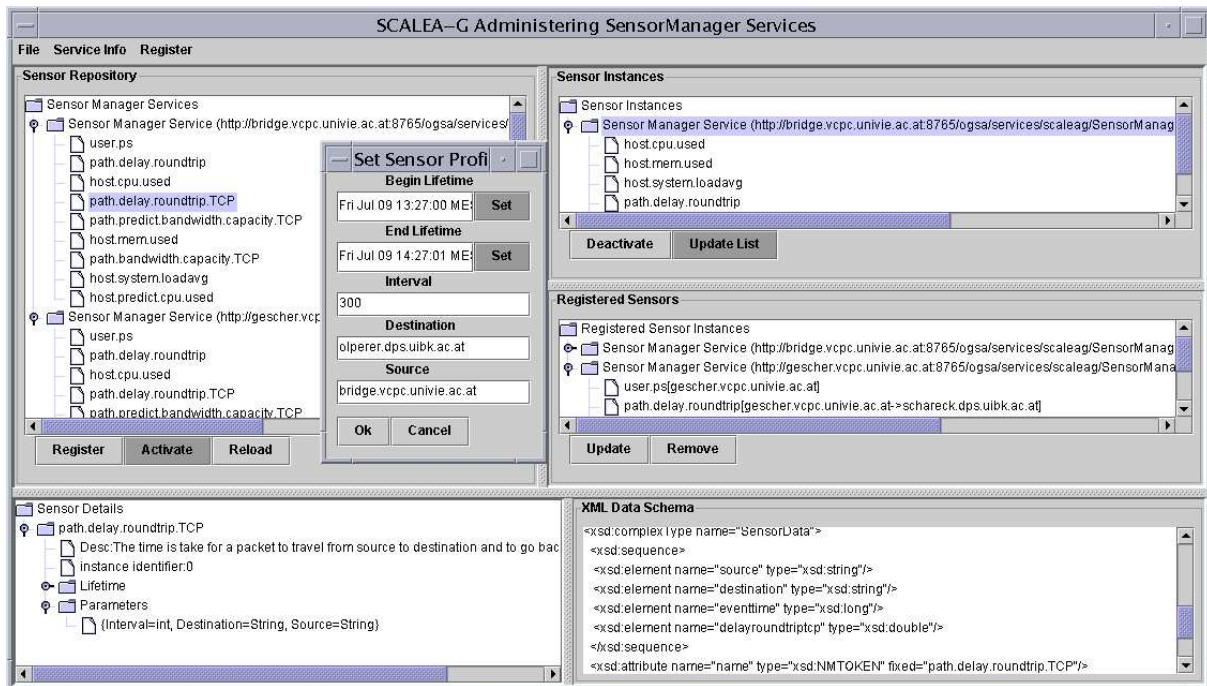 SCALEA-G Administering SensorManager Services
File Service Info Register
Sensor Repository
Sensor Manager Services
Sensor Manager Service (http://bridge.vcpc.univie.ac.at:8765/ogsa/services/
user.ps
path.delay.roundtrip
host.cpu.used
path.delay.roundtrip.TCP
path.predict.bandwidth.capacity.TCP
host.mem.used
path.bandwidth.capacity.TCP
host.system.loadavg
host.predict.cpu.used
Sensor Manager Service (http://gescher.vcp
user.ps
path.delay.roundtrip
host.cpu.used
path.delay.roundtrip.TCP
path.predict.bandwidth.capacity.TCP
Register Activate Reload
Set Sensor Profi
Begin Lifetime
Fri Jul 09 13:27:00 MES Set
End Lifetime
Fri Jul 09 14:27:01 MES Set
Interval
300
Destination
olperer.dps.uibk.ac.at
Source
bridge.vcpc.univie.ac.at
Ok Cancel
Sensor Instances
Sensor Instances
Sensor Manager Service (http://bridge.vcpc.univie.ac.at:8765/ogsa/services/scaleag/SensorManag
host.cpu.used
host.mem.used
host.system.loadavg
path.delay.roundtrip
Deactivate Update List
Registered Sensors
Registered Sensor Instances
Sensor Manager Service (http://bridge.vcpc.univie.ac.at:8765/ogsa/services/scaleag/SensorManag
Sensor Manager Service (http://gescher.vcpc.univie.ac.at:8765/ogsa/services/scaleag/SensorMana
user.ps[gescher.vcpc.univie.ac.at]
path.delay.roundtrip[gescher.vcpc.univie.ac.at->schareck.dps.uibk.ac.at]
Update Remove
Sensor Details
path.delay.roundtrip.TCP
Desc:The time is take for a packet to travel from source to destination and to go bac
instance identifier:0
Lifetime
Parameters
{Interval=int, Destination=String, Source=String}
XML Data Schema
<xsd:complexType name="SensorData">
<xsd:sequence>
<xsd:element name="source" type="xsd:string"/>
<xsd:element name="destination" type="xsd:string"/>
<xsd:element name="eventtime" type="xsd:long"/>
<xsd:element name="delayroundtriptcp" type="xsd:double"/>
</xsd:sequence>
<xsd:attribute name="name" type="xsd:NMTOKEN" fixed="path.delay.roundtrip.TCP"/>